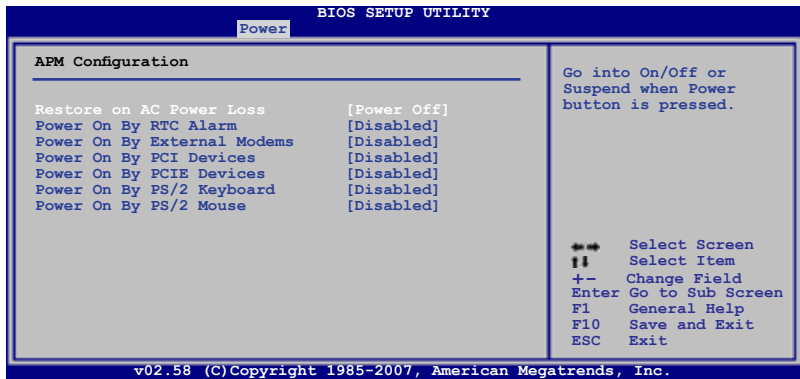 BIOS SETUP UTILITY
Power
APM Configuration
Restore on AC Power Loss [Power Off]
Power On By RTC Alarm [Disabled]
Power On By External Modems [Disabled]
Power On By PCI Devices [Disabled]
Power On By PCIE Devices [Disabled]
Power On By PS/2 Keyboard [Disabled]
Power On By PS/2 Mouse [Disabled]
Go into On/Off or
Suspend when Power
button is pressed.
←→ Select Screen
↑↓ Select Item
+- Change Field
Enter Go to Sub Screen
F1 General Help
F10 Save and Exit
ESC Exit
v02.58 (C)Copyright 1985-2007, American Megatrends, Inc.